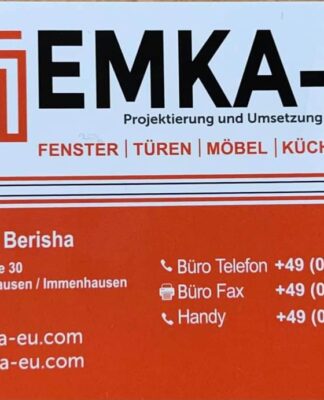 EMKA-
Projektierung und Umsetzung
FENSTER | TÜREN | MÖBEL | KÜCH
Berisha
e 30
ausen / Immenhausen
a-eu.com
a-eu.com
Büro Telefon +49 (0
Büro Fax +49 (0
Handy +49 (0